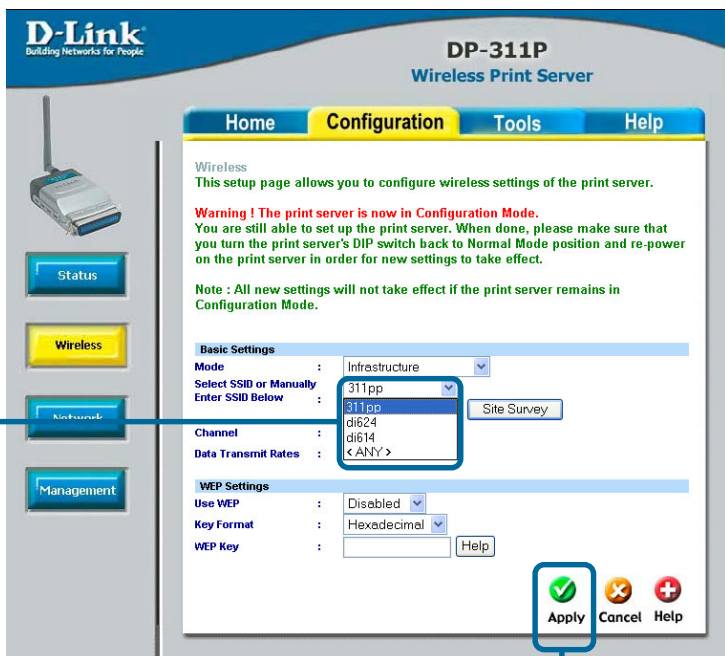 D-Link
Building Networks for People
DP-311P
Wireless Print Server
Home
Configuration
Tools
Help
Status
Wireless
Network
Management
Wireless
This setup page allows you to configure wireless settings of the print server.
Warning ! The print server is now in Configuration Mode.
You are still able to set up the print server. When done, please make sure that
you turn the print server's DIP switch back to Normal Mode position and re-power
on the print server in order for new settings to take effect.
Note : All new settings will not take effect if the print server remains in
Configuration Mode.
Basic Settings
Mode : Infrastructure
Select SSID or Manually
Enter SSID Below :
311pp
311pp
di624
di614
< ANY >
Site Survey
Channel :
Data Transmit Rates :
WEP Settings
Use WEP : Disabled
Key Format : Hexadecimal
WEP Key : Help
Apply Cancel Help